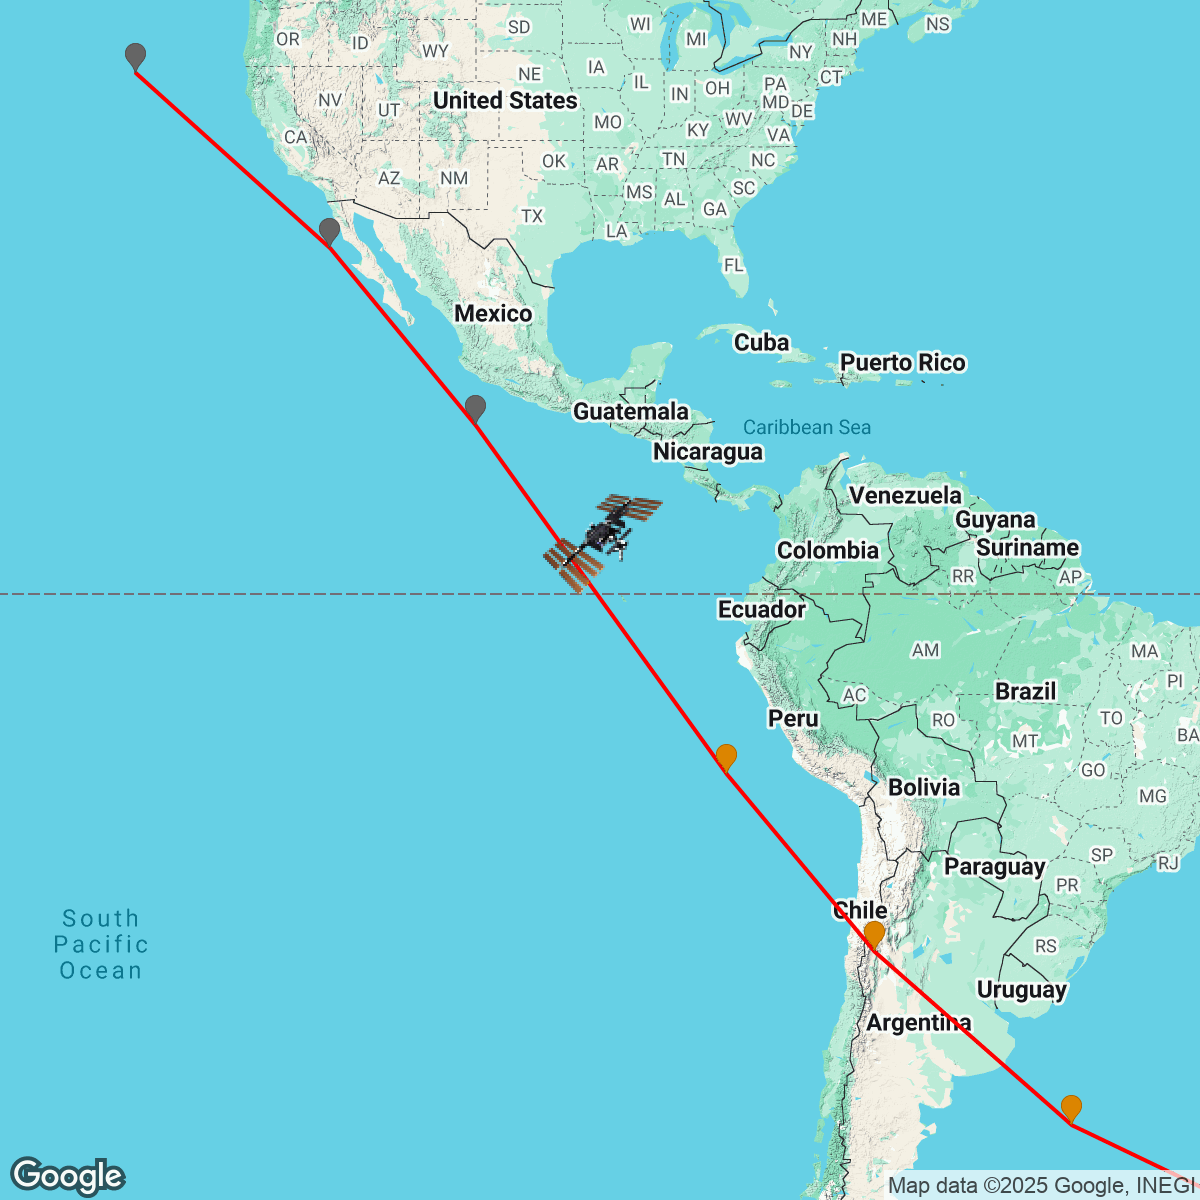 ME
SD
WI
NS
OR
ID
MI
NH
WY
NY
IA
NE
CT
IL
PA
OH
IN
NV
United States
MD
UT
DE
MO
WV
KY
VA
CA
OK
AR
TN
NC
AZ
NM
MS
SC
AL
GA
TX
LA
FL
Mexico
Cuba
Puerto Rico
Guatemala
Caribbean Sea
Nicaragua
Venezuela
Guyana
Colombia
Suriname
RR
AP
Ecuador
AM
MA
PI
Brazil
AC
Peru
RO
TO
BA
MT
GO
Bolivia
MG
SP
RJ
Paraguay
PR
Chile
South
Pacific
Ocean
RS
Uruguay
Argentina
Google
Map data ©2025 Google, INEGI